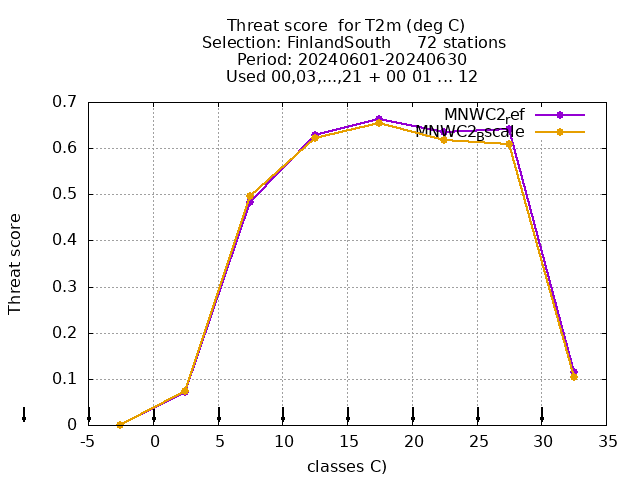 Threat score for T2m (deg C)
Selection: FinlandSouth 72 stations
Period: 20240601-20240630
Used 00,03,...,21 + 00 01 ... 12
MNWC2ref
MNWC2Bscale
Threat score
0.7
0.6
0.5
0.4
0.3
0.2
0.1
0
-5 0 5 10 15 20 25 30 35
classes C)